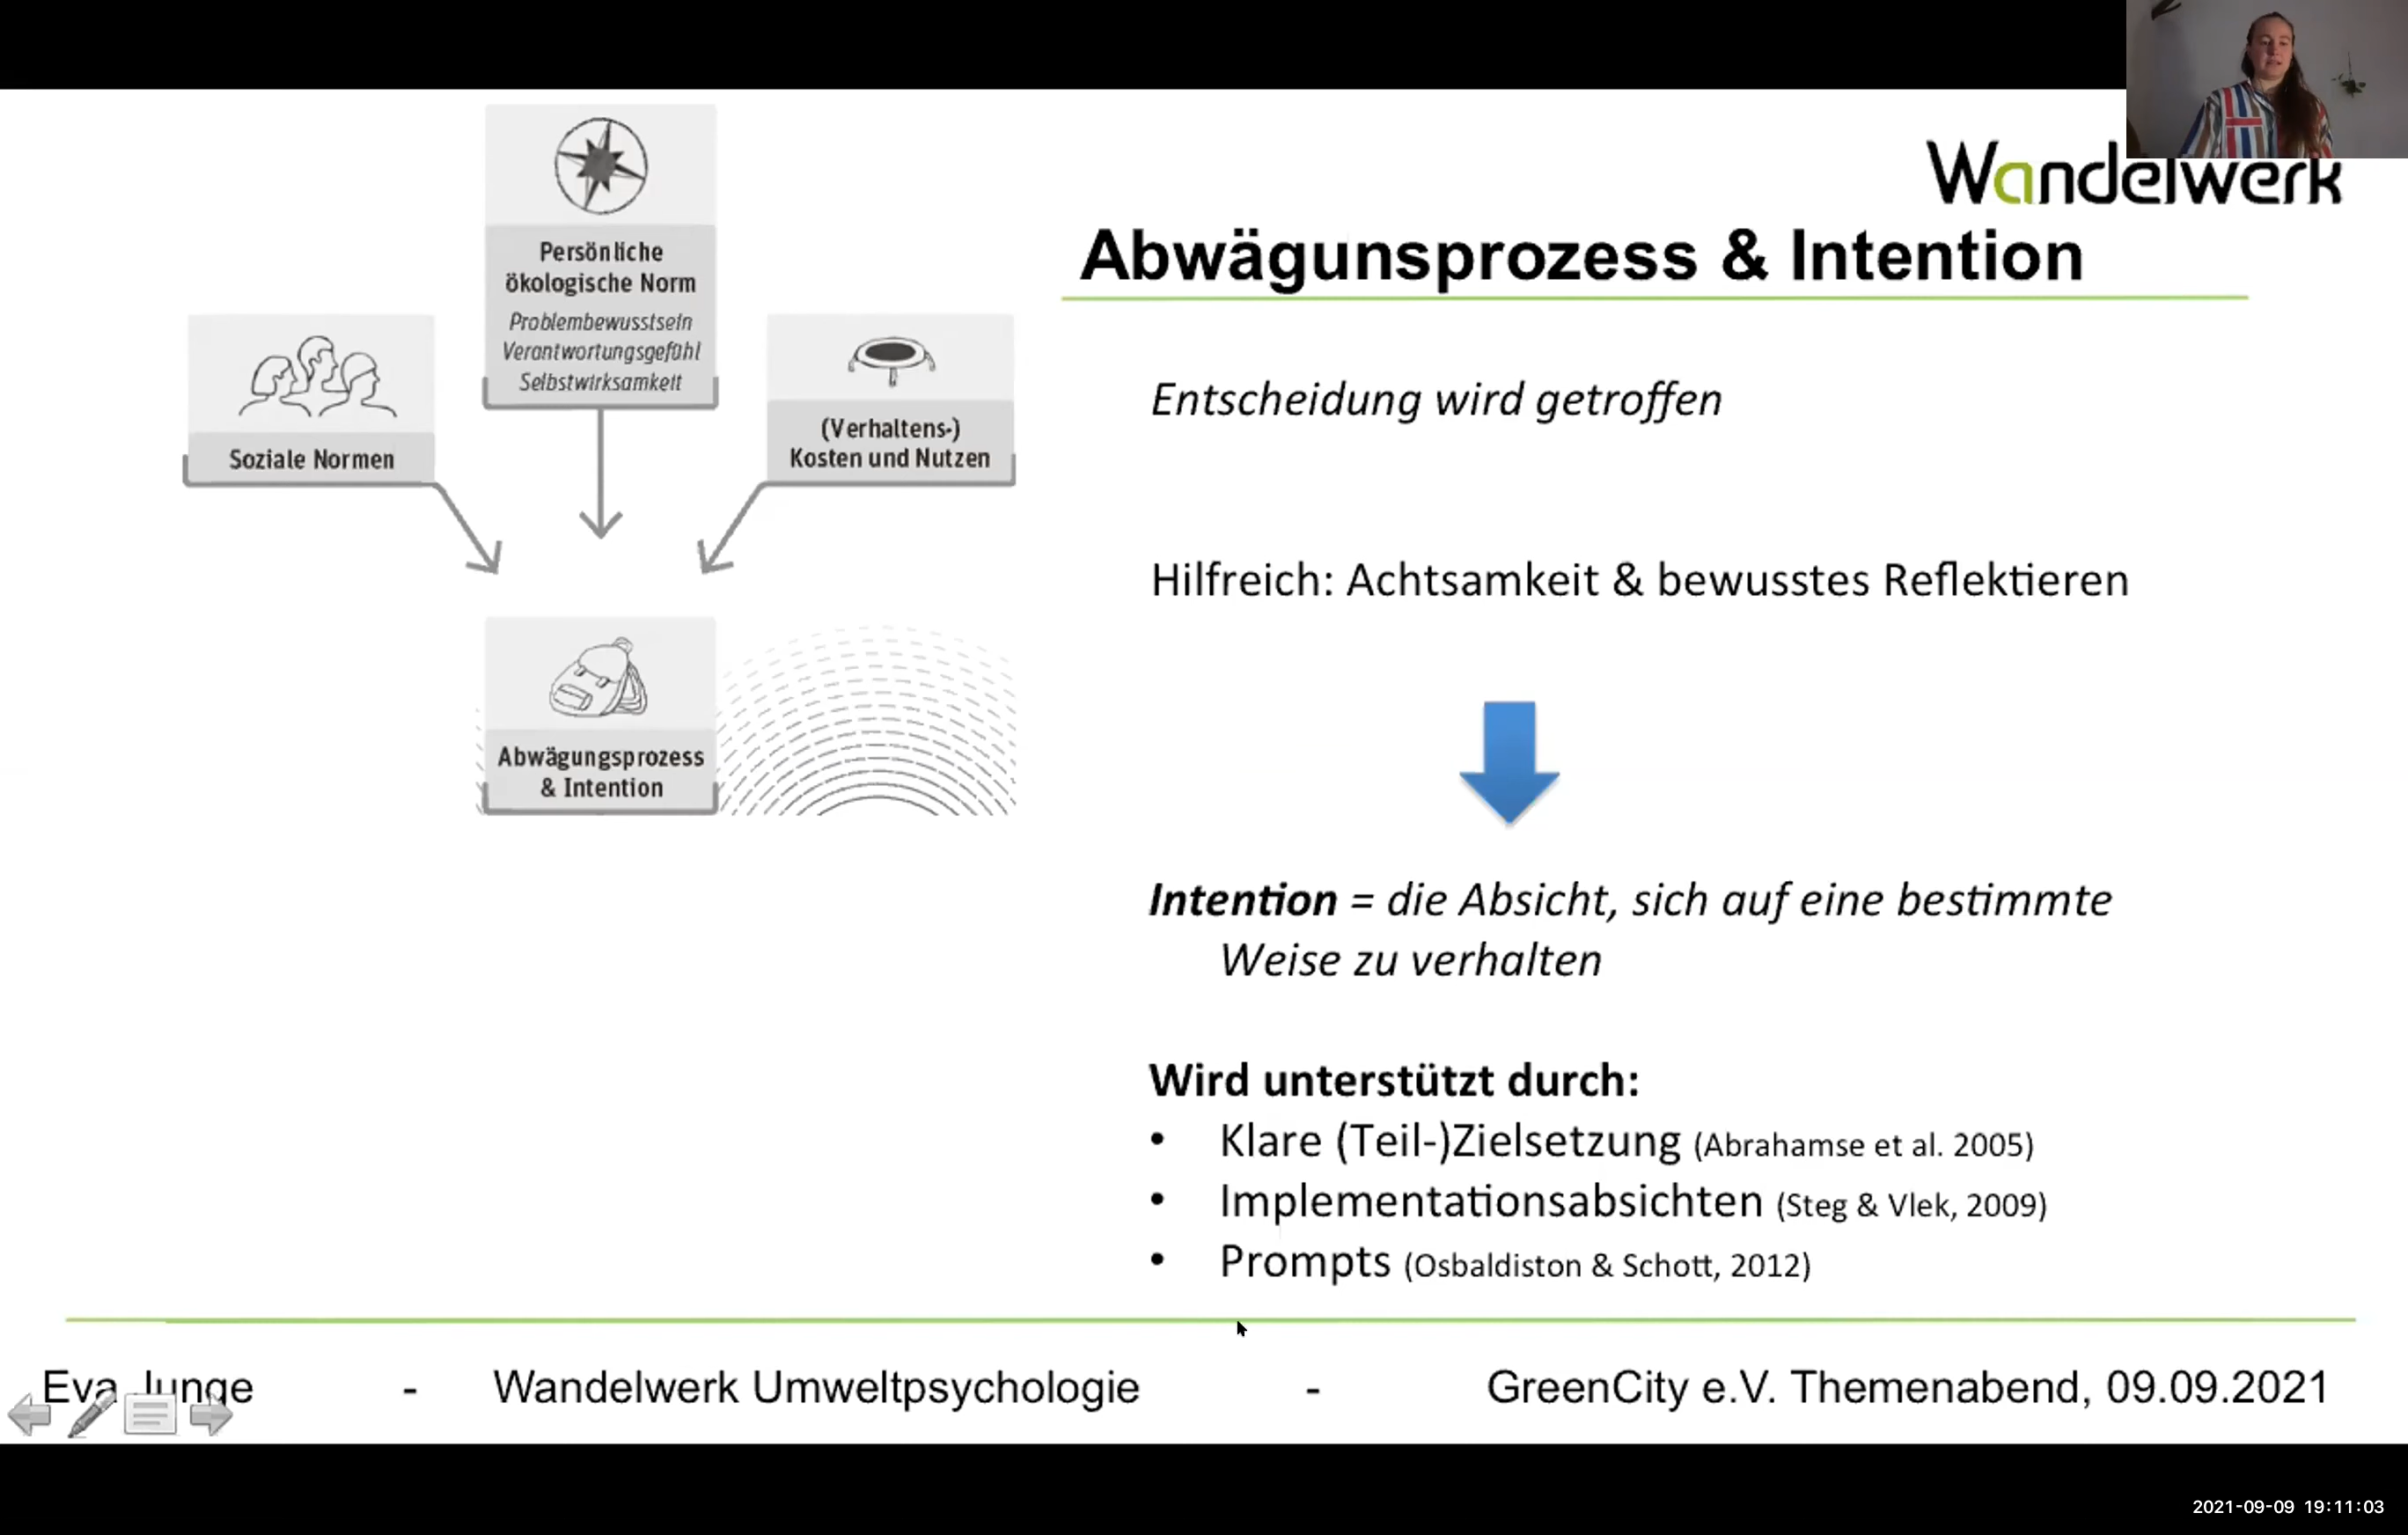 Wandelwerk
Abwägunsprozess & Intention
Persönliche
ökologische Norm
Problembewusstsein
Verantwortungsgefühl
Selbstwirksamkeit
Soziale Normen
(Verhaltens-)
Kosten und Nutzen
Abwägungsprozess
& Intention
Entscheidung wird getroffen
Hilfreich: Achtsamkeit & bewusstes Reflektieren
Intention = die Absicht, sich auf eine bestimmte
Weise zu verhalten
Wird unterstützt durch:
• Klare (Teil-)Zielsetzung (Abrahamse et al. 2005)
• Implementationsabsichten (Steg & Vlek, 2009)
• Prompts (Osbaldiston & Schott, 2012)
Eva Junge - Wandelwerk Umweltpsychologie - GreenCity e.V. Themenabend, 09.09.2021
2021-09-09 19:11:03